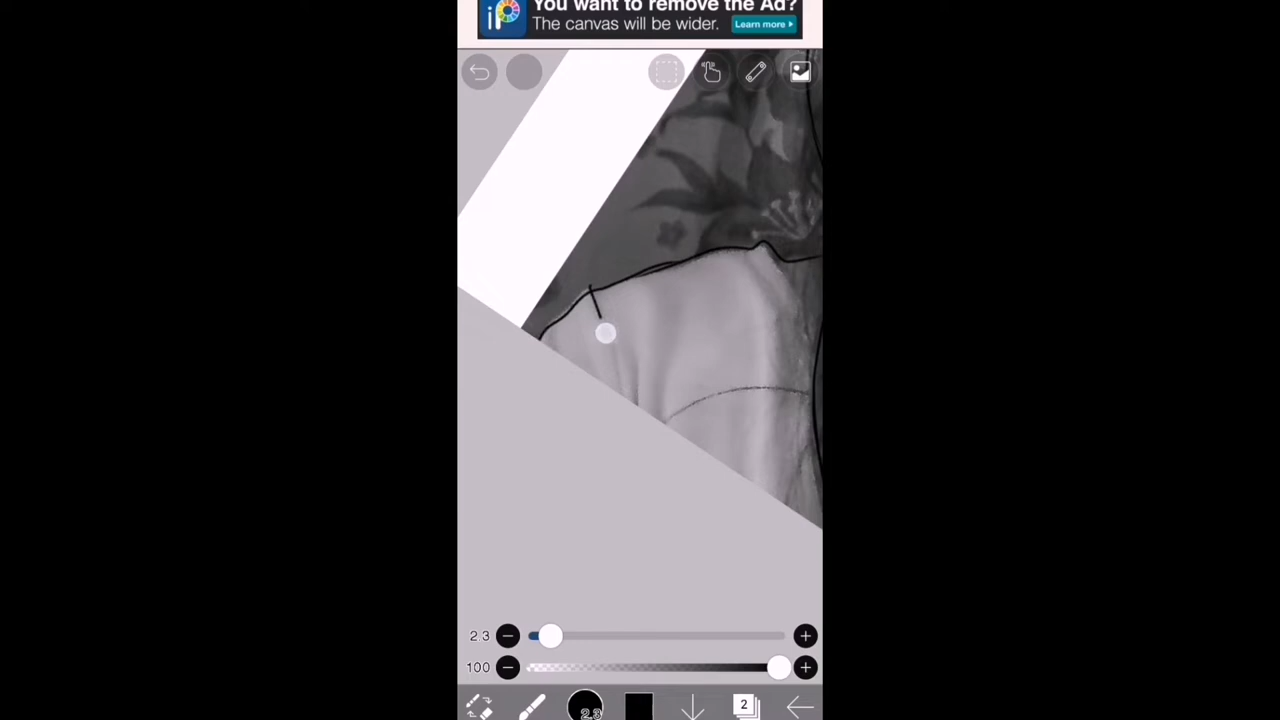 You want to remove the Ad?
The canvas will be wider.
Learn more
2.3
100
2.3
2